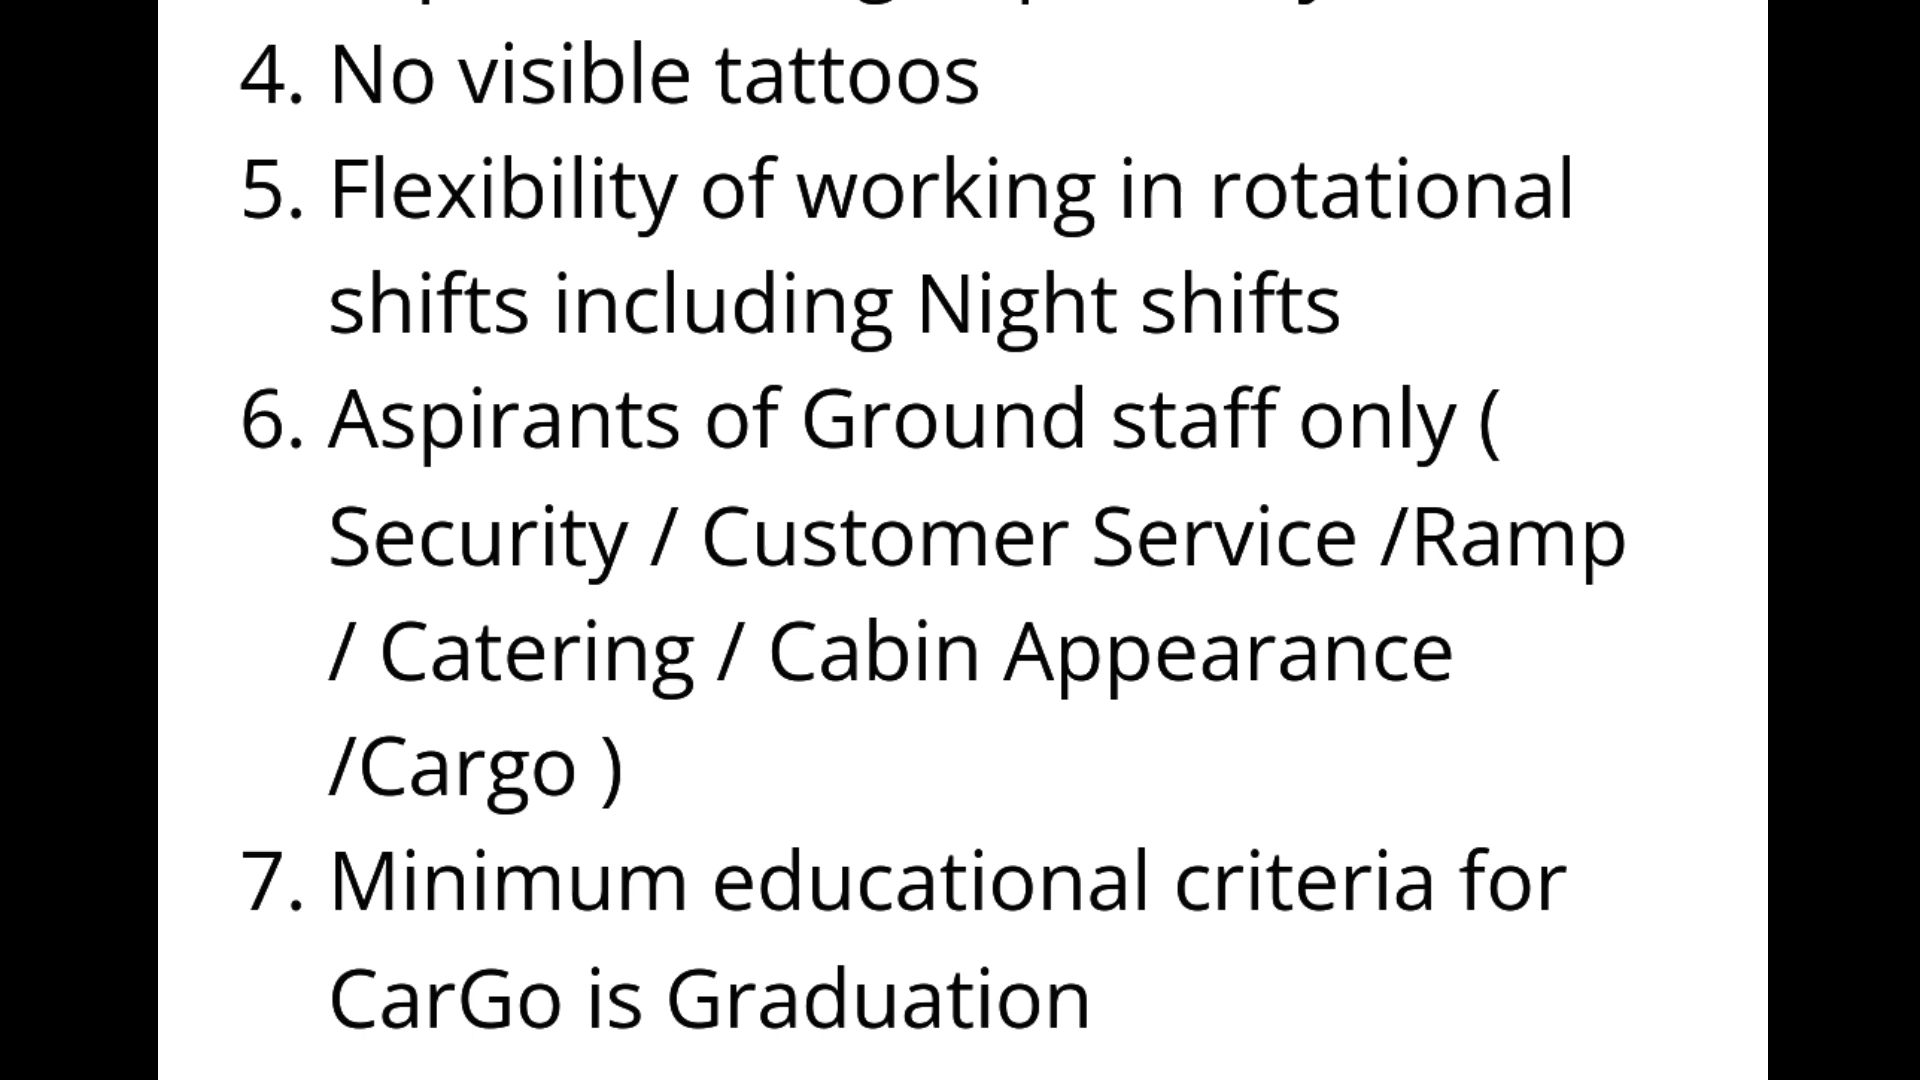 4. No visible tattoos
5. Flexibility of working in rotational
shifts including Night shifts
6. Aspirants of Ground staff only (
Security / Customer Service /Ramp
/ Catering / Cabin Appearance
/Cargo )
7. Minimum educational criteria for
CarGo is Graduation